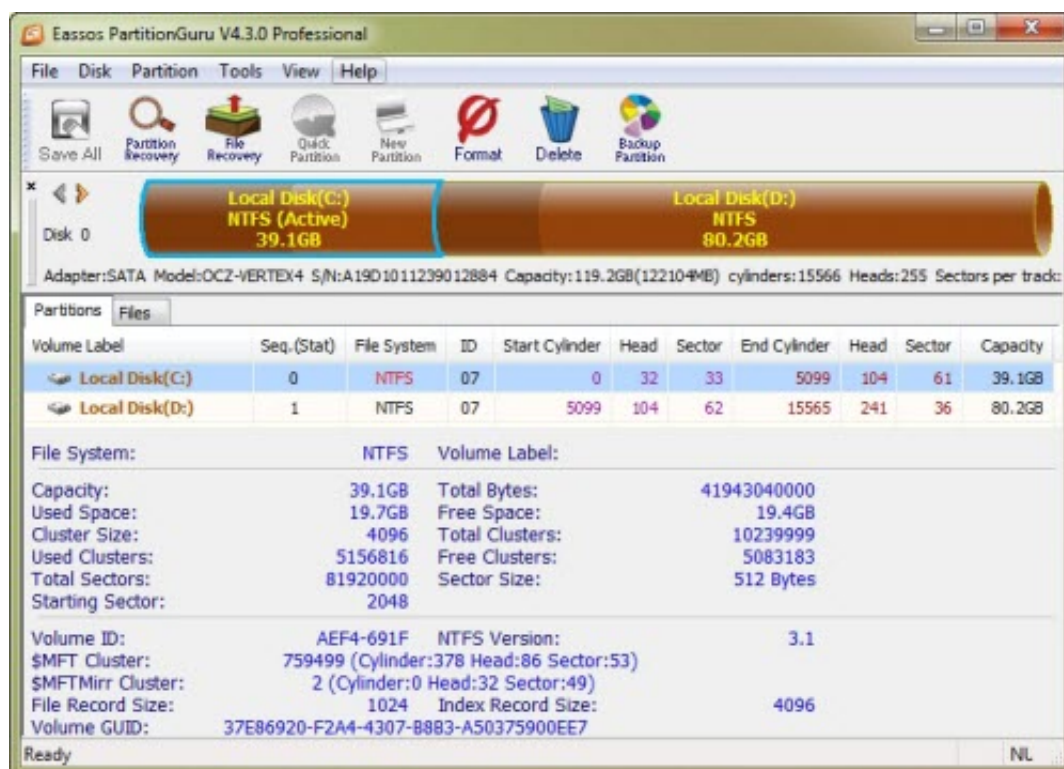 Eassos PartitionGuru V4.3.0 Professional
File Disk Partition Tools View Help
Save All Partition Recovery File Recovery Quick Partition New Partition Format Delete Backup Partition
Disk 0
Local Disk(C:)
NTFS (Active)
39.1GB
Local Disk(D:)
NTFS
80.2GB
Adapter:SATA Model:OCZ-VERTEX4 S/N:A19D1011239012884 Capacity:119.2GB(122104MB) cylinders:15566 Heads:255 Sectors per track:
Partitions Files
Volume Label Seq.(Stat) File System ID Start Cylinder Head Sector End Cylinder Head Sector Capacity
Local Disk(C:) 0 NTFS 07 0 32 33 5099 104 61 39.1GB
Local Disk(D:) 1 NTFS 07 5099 104 62 15565 241 36 80.2GB
File System: NTFS Volume Label:
Capacity: 39.1GB Total Bytes: 41943040000
Used Space: 19.7GB Free Space: 19.4GB
Cluster Size: 4096 Total Clusters: 10239999
Used Clusters: 5156816 Free Clusters: 5083183
Total Sectors: 81920000 Sector Size: 512 Bytes
Starting Sector: 2048
Volume ID: AEF4-691F NTFS Version: 3.1
$MFT Cluster: 759499 (Cylinder:378 Head:86 Sector:53)
$MFTMirr Cluster: 2 (Cylinder:0 Head:32 Sector:49)
File Record Size: 1024 Index Record Size: 4096
Volume GUID: 37E86920-F2A4-4307-B8B3-A50375900EE7
Ready NL